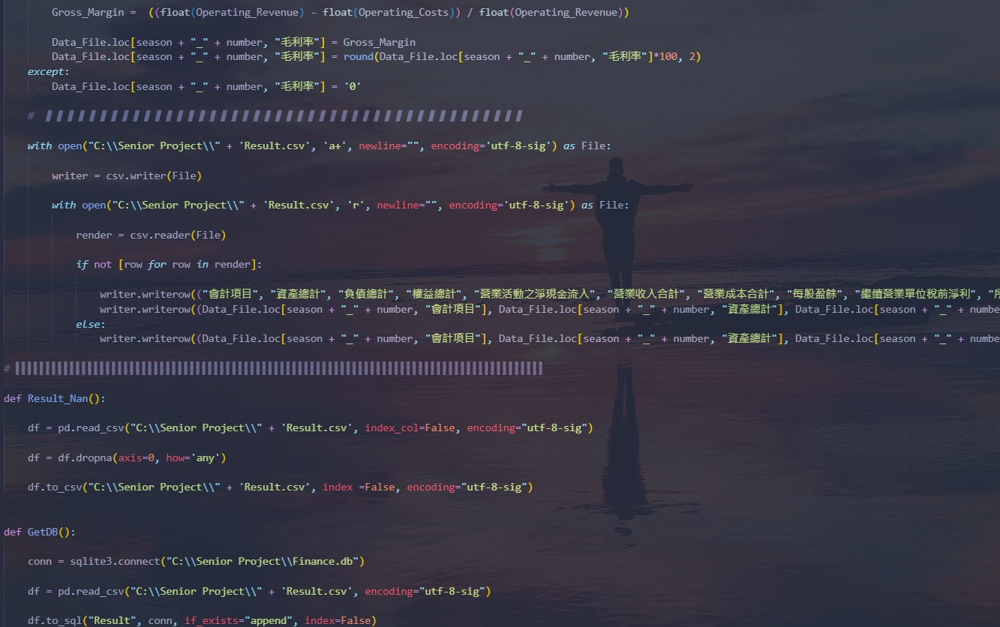 Gross_Margin =  ((float(Operating_Revenue) - float(Operating_Costs)) / float(Operating_Revenue))
Data_File.loc[season + "_" + number, "毛利率"] = Gross_Margin
Data_File.loc[season + "_" + number, "毛利率"] = round(Data_File.loc[season + "_" + number, "毛利率"]*100, 2)
except:
Data_File.loc[season + "_" + number, "毛利率"] = '0'
#
with open("C:\\Senior Project\\" + 'Result.csv', 'a+', newline="", encoding='utf-8-sig') as File:
writer = csv.writer(File)
with open("C:\\Senior Project\\" + 'Result.csv', 'r', newline="", encoding='utf-8-sig') as File:
render = csv.reader(File)
if not [row for row in render]:
writer.writerow(("會計項目", "資產總計", "負債總計", "權益總計", "營業活動之淨現金流入", "營業收入合計", "營業成本合計", "每股盈餘", "繼續營業單位稅前淨利", "所
writer.writerow((Data_File.loc[season + "_" + number, "會計項目"], Data_File.loc[season + "_" + number, "資產總計"], Data_File.loc[season + "_" + numbe
else:
writer.writerow((Data_File.loc[season + "_" + number, "會計項目"], Data_File.loc[season + "_" + number, "資產總計"], Data_File.loc[season + "_" + numbe
#
def Result_Nan():
df = pd.read_csv("C:\\Senior Project\\" + 'Result.csv', index_col=False, encoding="utf-8-sig")
df = df.dropna(axis=0, how='any')
df.to_csv("C:\\Senior Project\\" + 'Result.csv', index =False, encoding="utf-8-sig")
def GetDB():
conn = sqlite3.connect("C:\\Senior Project\\Finance.db")
df = pd.read_csv("C:\\Senior Project\\" + 'Result.csv', encoding="utf-8-sig")
df.to_sql("Result", conn, if_exists="append", index=False)